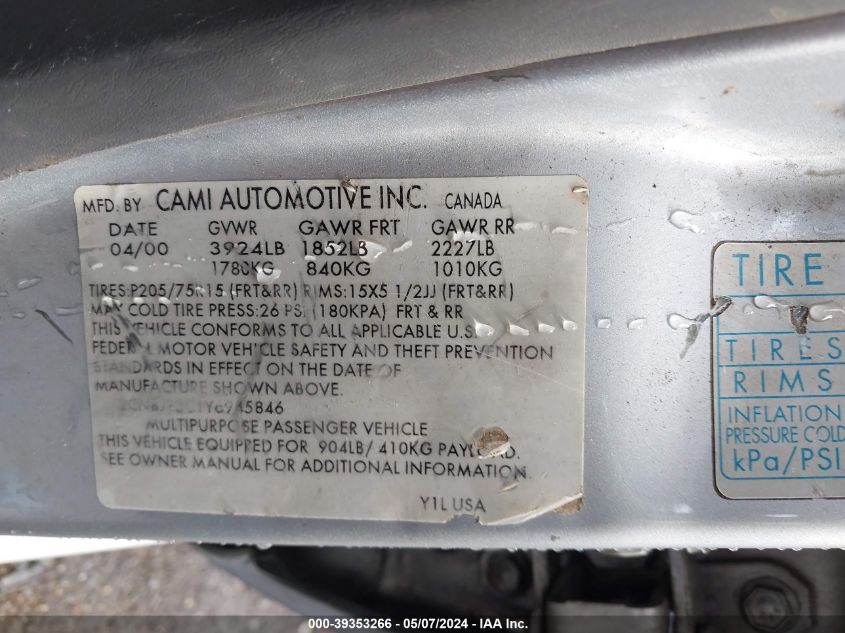 MFD. BY CAMI AUTOMOTIVE INC. CANADA
DATE GVWR GAWR FRT GAWR RR
04/00 3924LB 1852LB 2227LB
1780KG 840KG 1010KG
TIRES:P205/75R15 (FRT&RR) RIMS:15X5 1/2JJ (FRT&RR)
MAX COLD TIRE PRESS:26 PSI (180KPA) FRT & RR
THIS VEHICLE CONFORMS TO ALL APPLICABLE U.S.
FEDERAL MOTOR VEHICLE SAFETY AND THEFT PREVENTION
STANDARDS IN EFFECT ON THE DATE OF
MANUFACTURE SHOWN ABOVE.
MULTIPURPOSE PASSENGER VEHICLE
THIS VEHICLE EQUIPPED FOR 904LB/ 410KG PAYLOAD.
SEE OWNER MANUAL FOR ADDITIONAL INFORMATION.
Y1L USA
TIRE
TIRES
RIMS
INFLATION
PRESSURE COLD
kPa/PSI
000-39353266 - 05/07/2024 - IAA Inc.